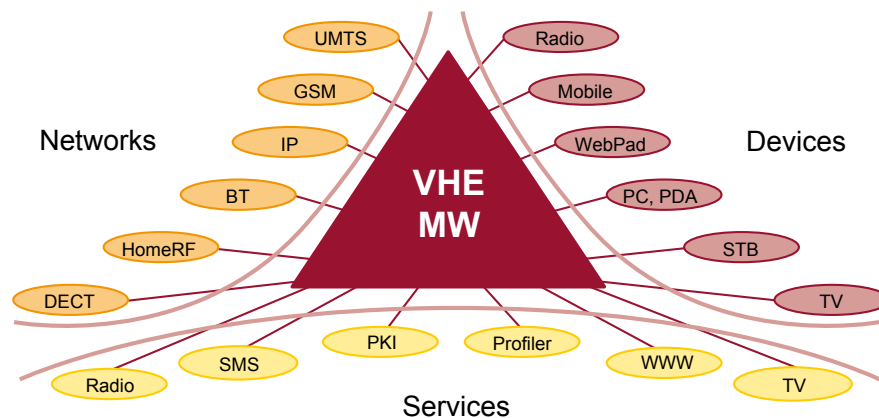 UMTS
Radio
GSM
Mobile
Networks
IP
WebPad
Devices
VHE
MW
BT
PC, PDA
HomeRF
STB
DECT
TV
PKI
Profiler
SMS
WWW
Radio
TV
Services